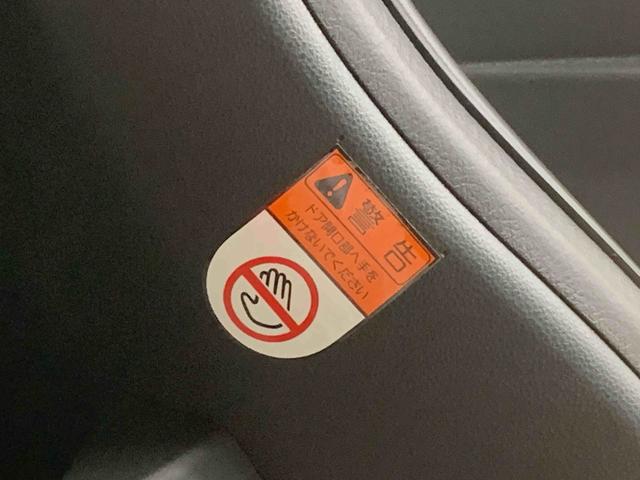 警告
ドア開口部へ手を
かけないでください